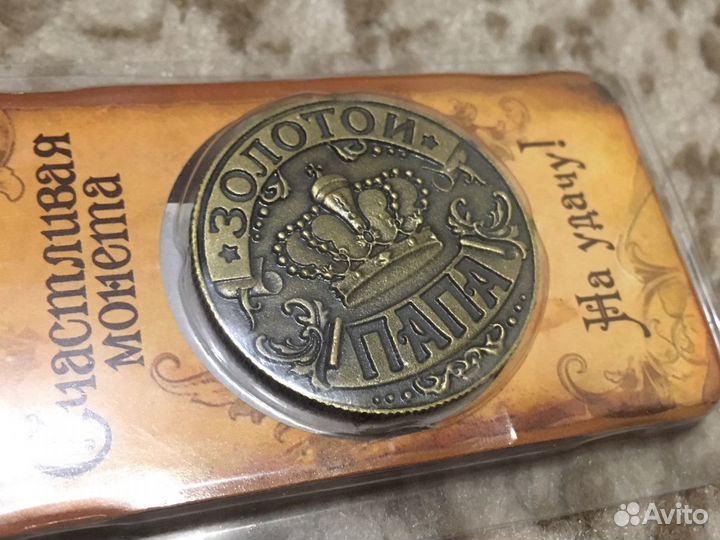 Счастливая
монета
ЗОЛОТОЙ
ПАПА
На удачу!
Avito